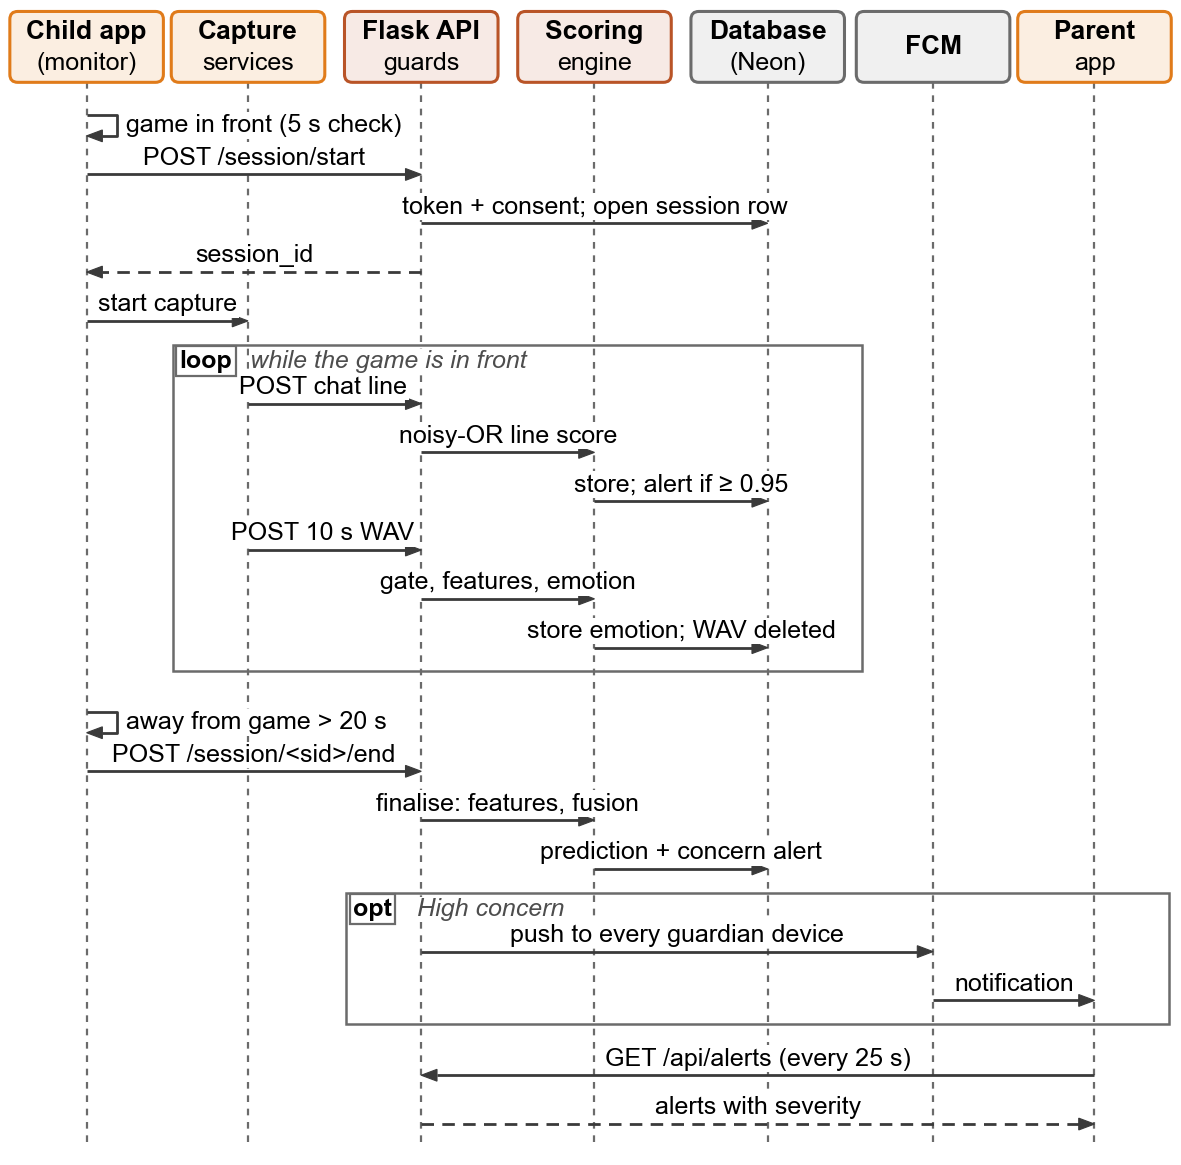 Child app
(monitor)
Capture
services
Flask API
guards
Scoring
engine
Database
(Neon)
FCM
Parent
app
game in front (5 s check)
POST /session/start
token + consent; open session row
session_id
start capture
loop
while the game is in front
POST chat line
noisy-OR line score
store; alert if ≥ 0.95
POST 10 s WAV
gate, features, emotion
store emotion; WAV deleted
away from game > 20 s
POST /session/<sid>/end
finalise: features, fusion
prediction + concern alert
opt
High concern
push to every guardian device
notification
GET /api/alerts (every 25 s)
alerts with severity